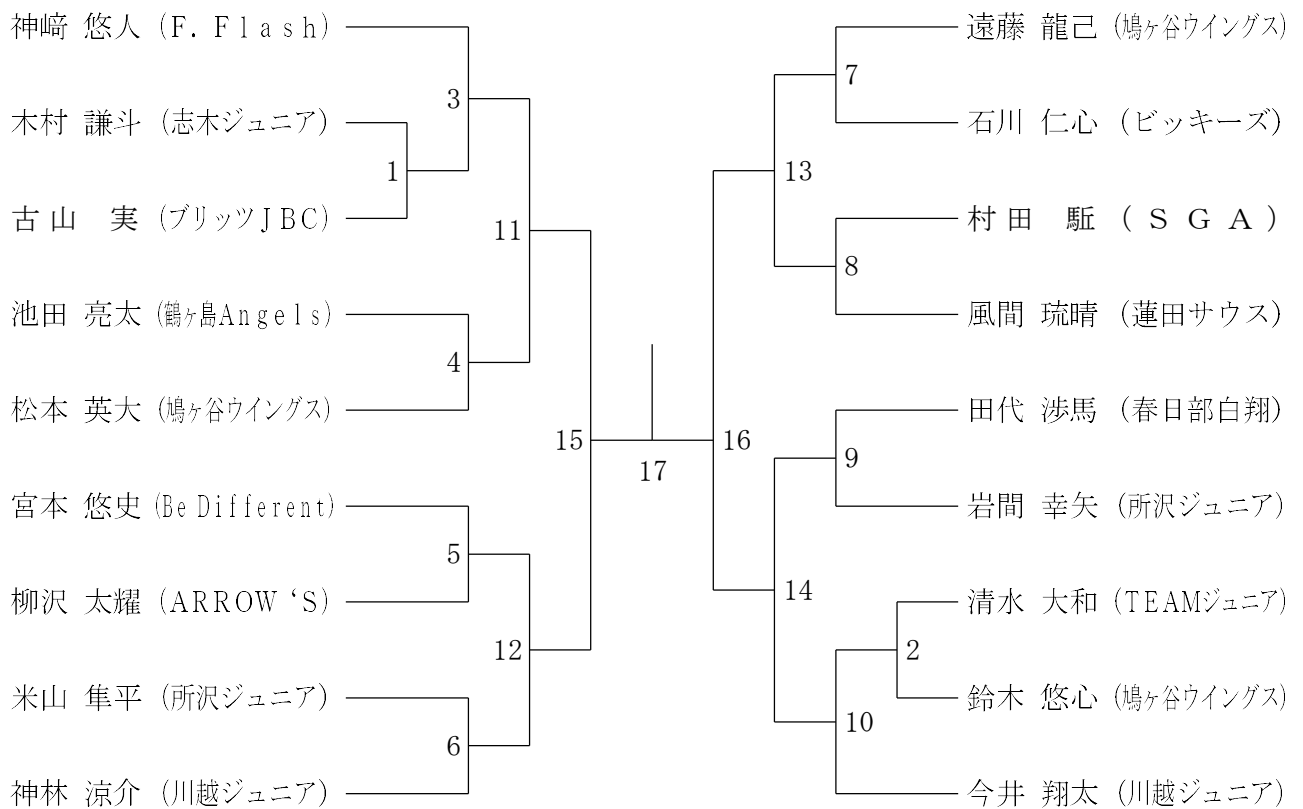 神﨑 悠人 (F. Flash)
3
木村 謙斗 (志木ジュニア)
1
古山 実 (ブリッツJBC)
11
池田 亮太 (鶴ヶ島Angels)
4
松本 英大 (鳩ヶ谷ウイングス)
15
宮本 悠史 (Be Different)
5
柳沢 太耀 (ARROW‘S)
12
米山 隼平 (所沢ジュニア)
6
神林 涼介 (川越ジュニア)
17
遠藤 龍己 (鳩ヶ谷ウイングス)
7
石川 仁心 (ビッキーズ)
13
村田 駈 (SGA)
8
風間 琉晴 (蓮田サウス)
16
田代 渉馬 (春日部白翔)
9
岩間 幸矢 (所沢ジュニア)
14
清水 大和 (TEAMジュニア)
2
鈴木 悠心 (鳩ヶ谷ウイングス)
10
今井 翔太 (川越ジュニア)